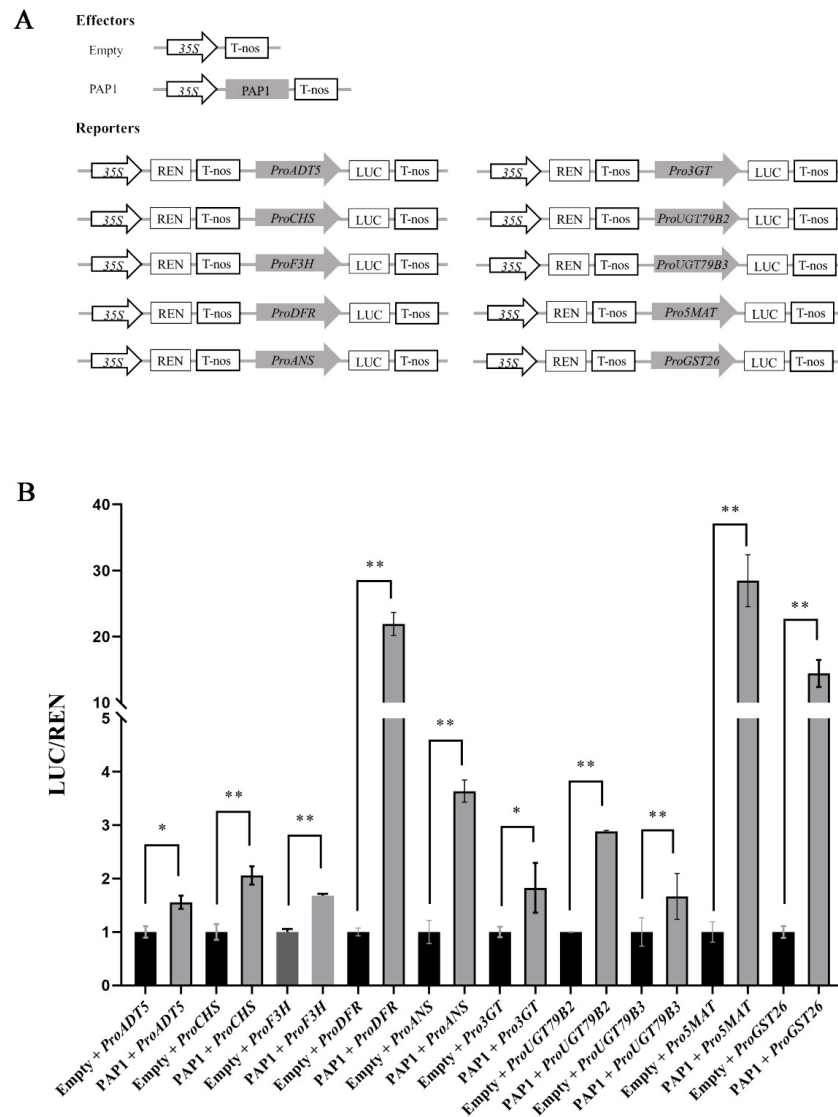 A
Effectors
Empty 35S T-nos
PAP1 35S PAP1 T-nos
Reporters
35S REN T-nos ProADT5 LUC T-nos
35S REN T-nos ProCHS LUC T-nos
35S REN T-nos ProF3H LUC T-nos
35S REN T-nos ProDFR LUC T-nos
35S REN T-nos ProANS LUC T-nos
35S REN T-nos Pro3GT LUC T-nos
35S REN T-nos ProUGT79B2 LUC T-nos
35S REN T-nos ProUGT79B3 LUC T-nos
35S REN T-nos Pro5MAT LUC T-nos
35S REN T-nos ProGST26 LUC T-nos
B
LUC/REN
40
30
20
10
5
4
3
2
1
0
*
**
**
**
**
*
**
**
**
**
Empty + ProADT5
PAP1 + ProADT5
Empty + ProCHS
PAP1 + ProCHS
Empty + ProF3H
PAP1 + ProF3H
Empty + ProDFR
PAP1 + ProDFR
Empty + ProANS
PAP1 + ProANS
Empty + Pro3GT
PAP1 + Pro3GT
Empty + ProUGT79B2
PAP1 + ProUGT79B2
Empty + ProUGT79B3
PAP1 + ProUGT79B3
Empty + Pro5MAT
PAP1 + Pro5MAT
Empty + ProGST26
PAP1 + ProGST26